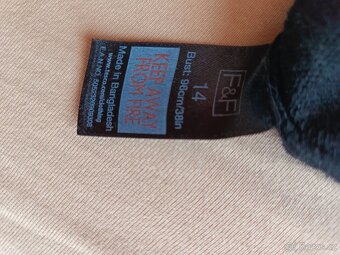 F&F
14
Bust: 96cm/38in
KEEP AWAY
FROM FIRE
Made in Bangladesh